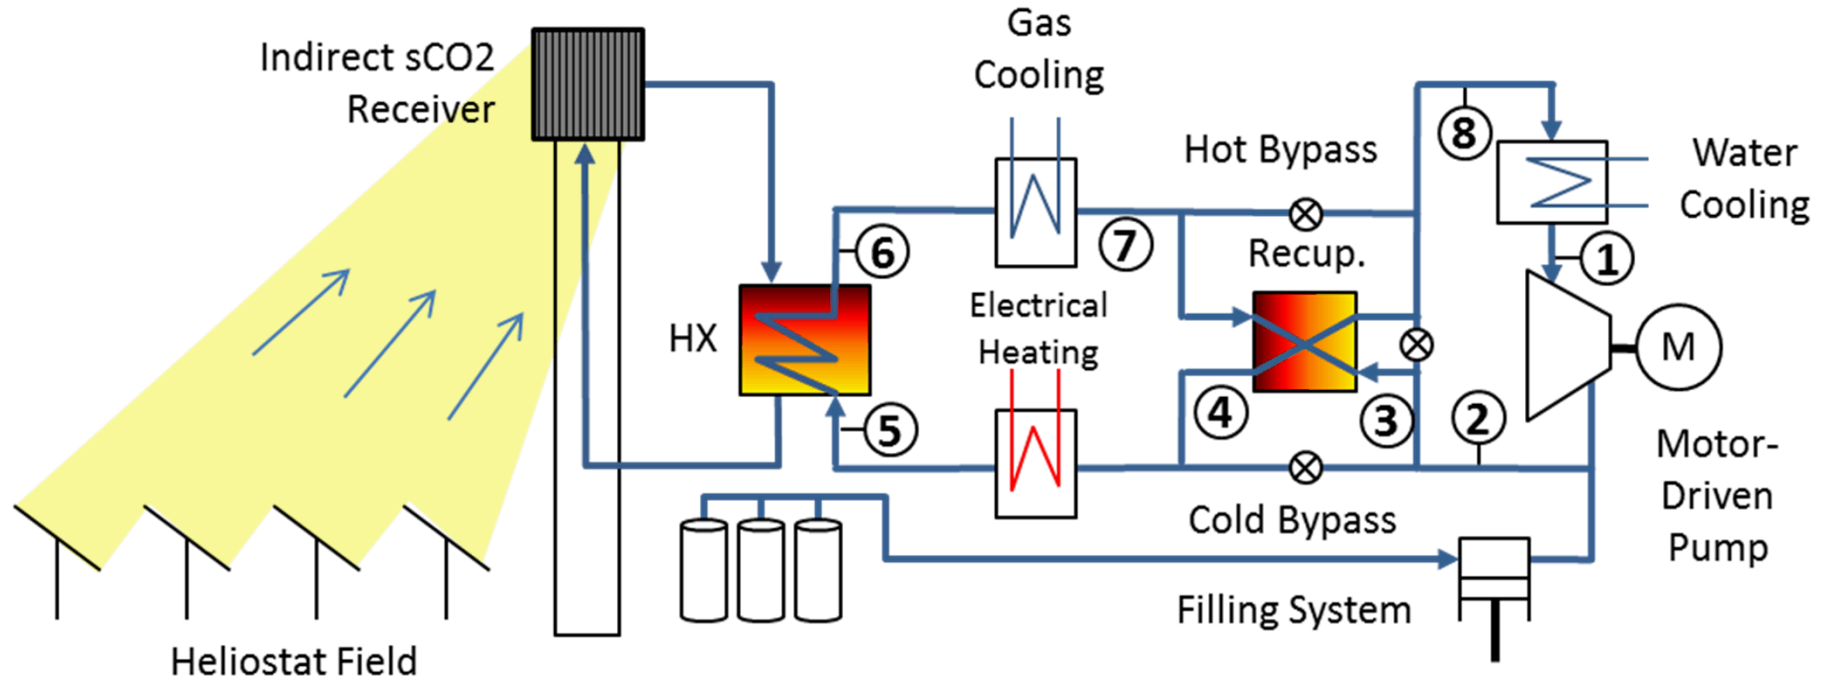 Indirect sCO2
Receiver
Gas
Cooling
Hot Bypass
8
Water
Cooling
6
7
Recup.
1
HX
Electrical
Heating
M
5
4
3
2
Motor-
Driven
Pump
Cold Bypass
Filling System
Heliostat Field